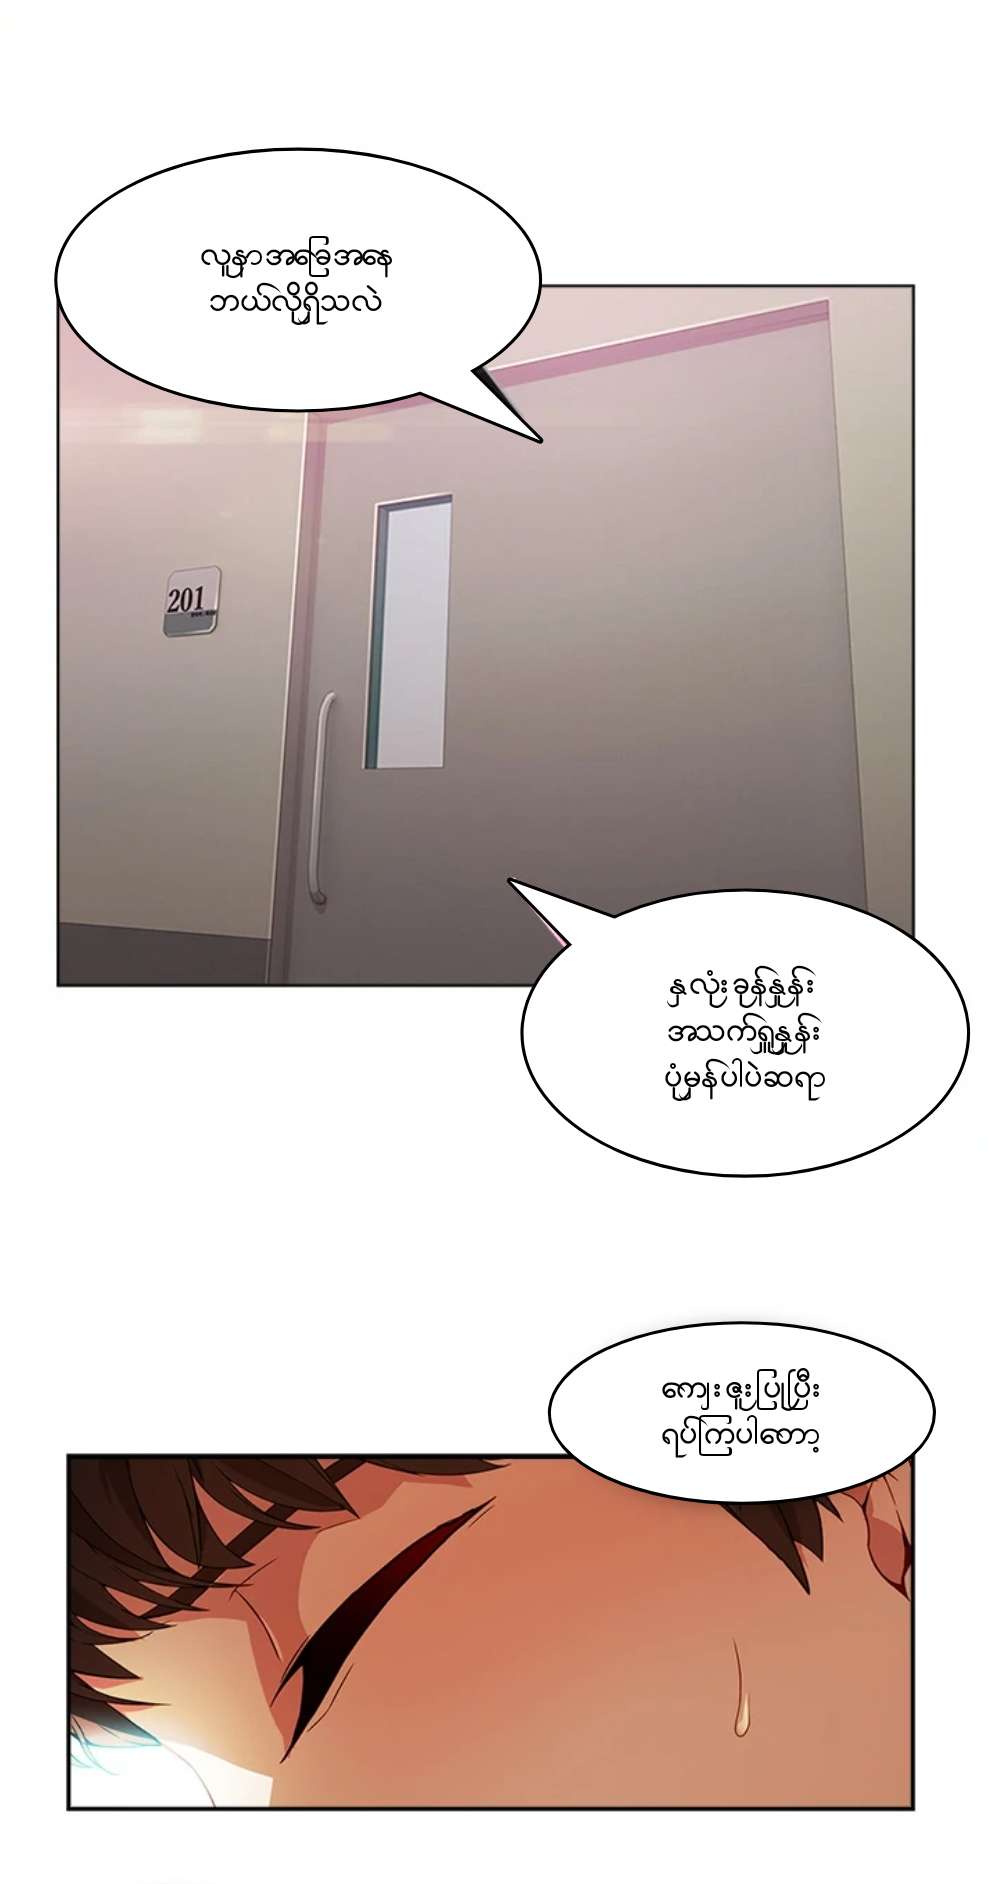 လူနာအခြေအနေ
ဘယ်လိုရှိသလဲ
201
နှလုံးခုန်နှုန်း
အသက်ရှူနှုန်း
ပုံမှန်ပါပဲဆရာ
ကျေးဇူးပြုပြီး
ရပ်ကြပါတော့